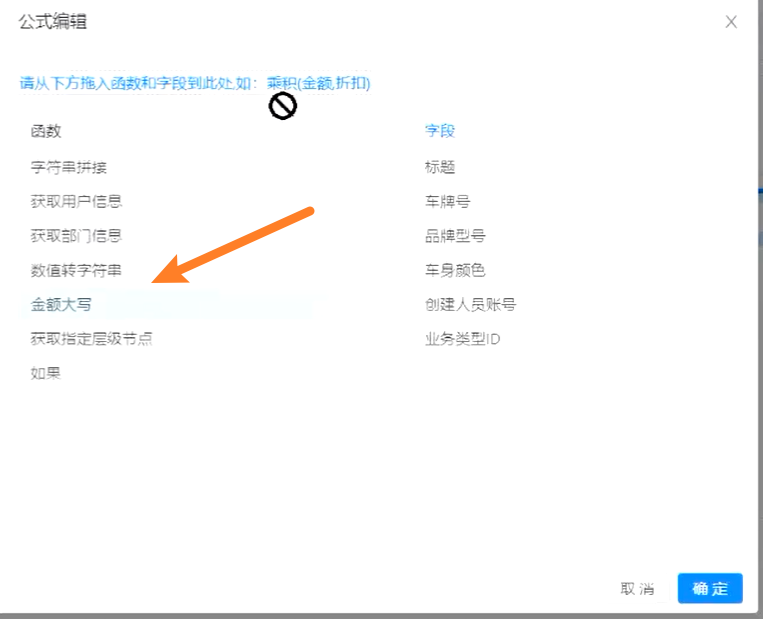 公式编辑
请从下方拖入函数和字段到此处,如：乘积(金额,折扣)
函数 字段
字符串拼接 标题
获取用户信息 车牌号
获取部门信息 品牌型号
数值转字符串 车身颜色
金额大写 创建人员账号
获取指定层级节点 业务类型ID
如果
取消 确定